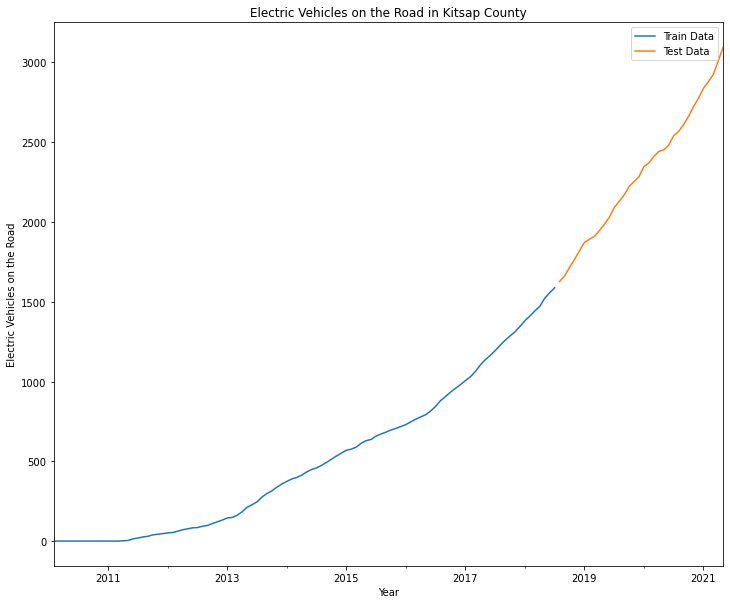 Electric Vehicles on the Road in Kitsap County
Train Data
Test Data
3000
2500
2000
1500
1000
500
0
Electric Vehicles on the Road
2011
2013
2015
2017
2019
2021
Year